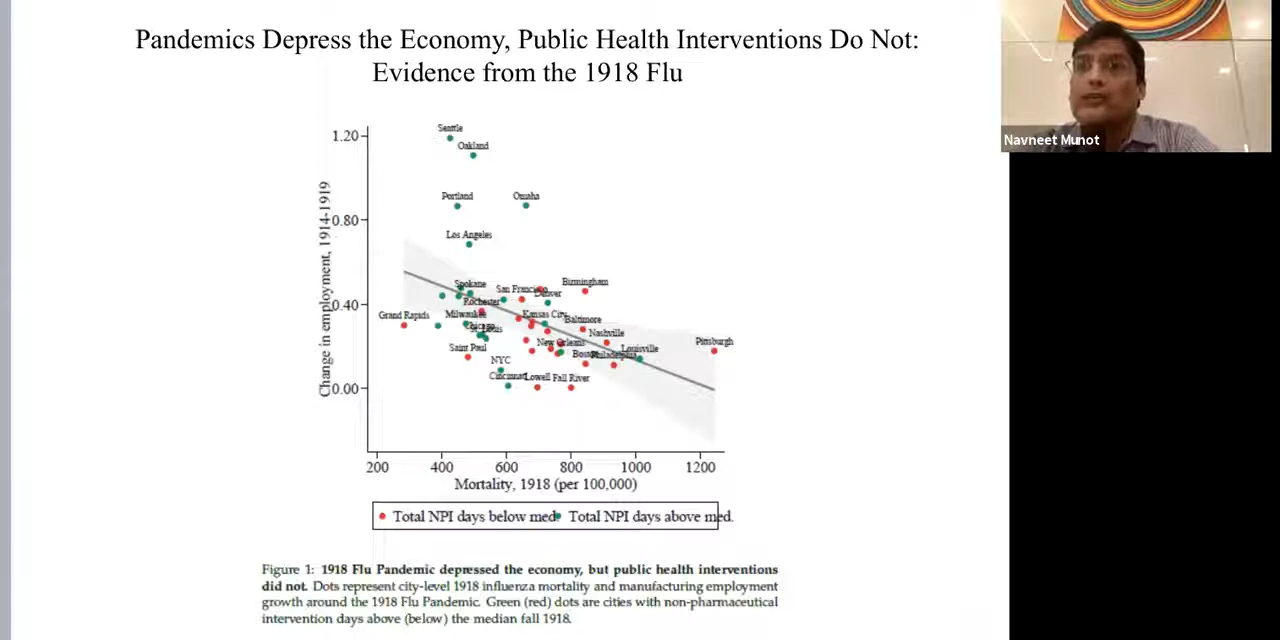 Pandemics Depress the Economy, Public Health Interventions Do Not:
Evidence from the 1918 Flu
Navneet Munot
1.20
0.80
0.40
0.00
Change in employment, 1914-1919
Seattle
Oakland
Portland
Omaha
Los Angeles
Spokane
San Francisco
Birmingham
Denver
Rochester
Grand Rapids
Milwaukee
Kansas City
Baltimore
Chicago
St. Louis
Nashville
Saint Paul
New Orleans
Boston
Philadelphia
Louisville
Pittsburgh
NYC
Cincinnati
Lowell
Fall River
200 400 600 800 1000 1200
Mortality, 1918 (per 100,000)
Total NPI days below med. Total NPI days above med.
Figure 1: 1918 Flu Pandemic depressed the economy, but public health interventions
did not. Dots represent city-level 1918 influenza mortality and manufacturing employment
growth around the 1918 Flu Pandemic. Green (red) dots are cities with non-pharmaceutical
intervention days above (below) the median fall 1918.